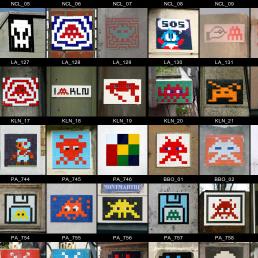 NCL_05 NCL_06 NCL_07 NCL_08 NCL_09
SOS
LA_127 LA_128 LA_129 LA_130 LA_131
KLN
KLN_17 KLN_18 KLN_19 KLN_20 KLN_21
PA_744 PA_745 PA_746 BBO_01 BBO_02
MONTMARTRE
PA_754 PA_755 PA_756 PA_757 PA_758